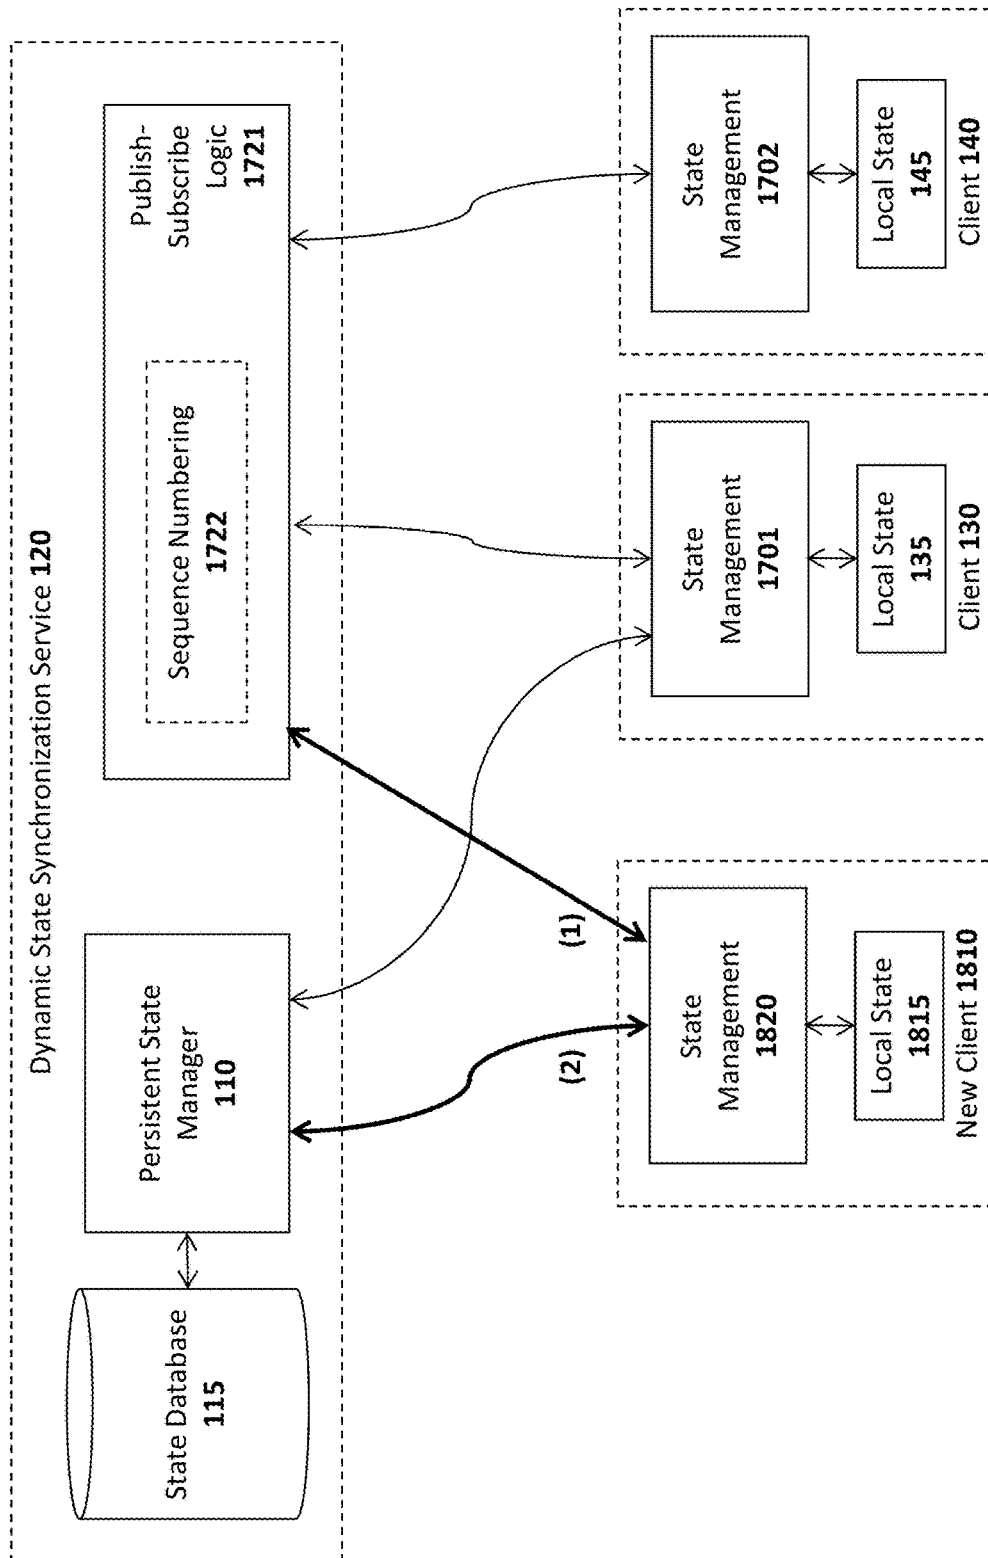 Dynamic State Synchronization Service 120
State Database
115
Persistent State
Manager
110
Sequence Numbering
1722
Publish-
Subscribe
Logic
1721
(2)
(1)
State
Management
1820
Local State
1815
New Client 1810
State
Management
1701
Local State
135
Client 130
State
Management
1702
Local State
145
Client 140